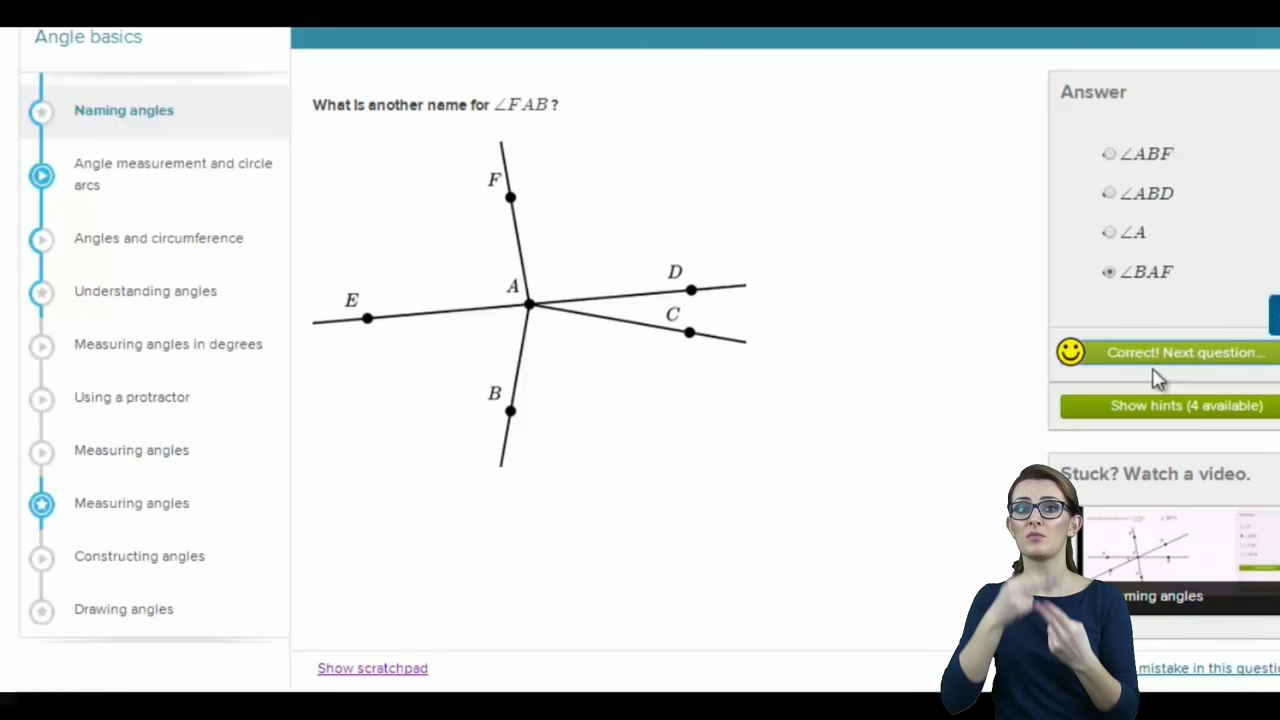 Angle basics
Naming angles
Angle measurement and circle
arcs
Angles and circumference
Understanding angles
Measuring angles in degrees
Using a protractor
Measuring angles
Measuring angles
Constructing angles
Drawing angles
What is another name for ∠FAB?
F
A
D
E
C
B
Show scratchpad
Answer
∠ABF
∠ABD
∠A
∠BAF
Correct! Next question...
Show hints (4 available)
Stuck? Watch a video.
ming angles
mistake in this questi